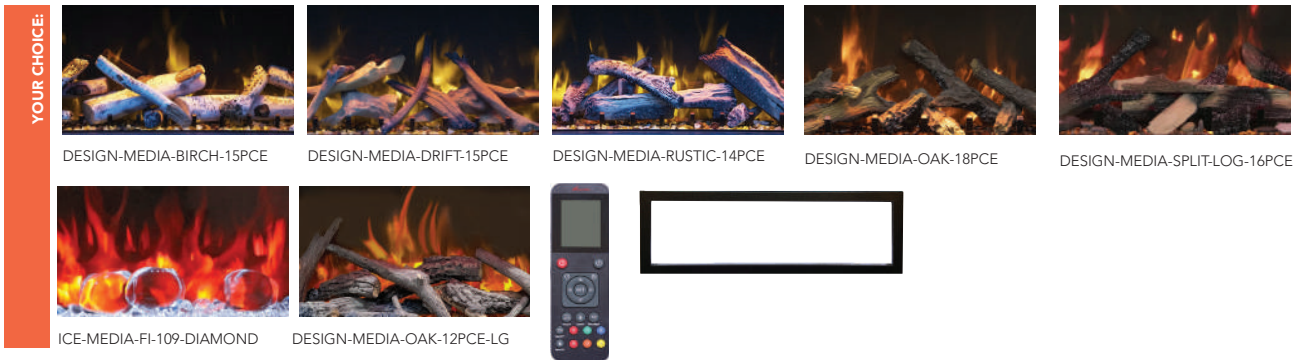 YOUR CHOICE:
DESIGN-MEDIA-BIRCH-15PCE
DESIGN-MEDIA-DRIFT-15PCE
DESIGN-MEDIA-RUSTIC-14PCE
DESIGN-MEDIA-OAK-18PCE
DESIGN-MEDIA-SPLIT-LOG-16PCE
ICE-MEDIA-FI-109-DIAMOND
DESIGN-MEDIA-OAK-12PCE-LG